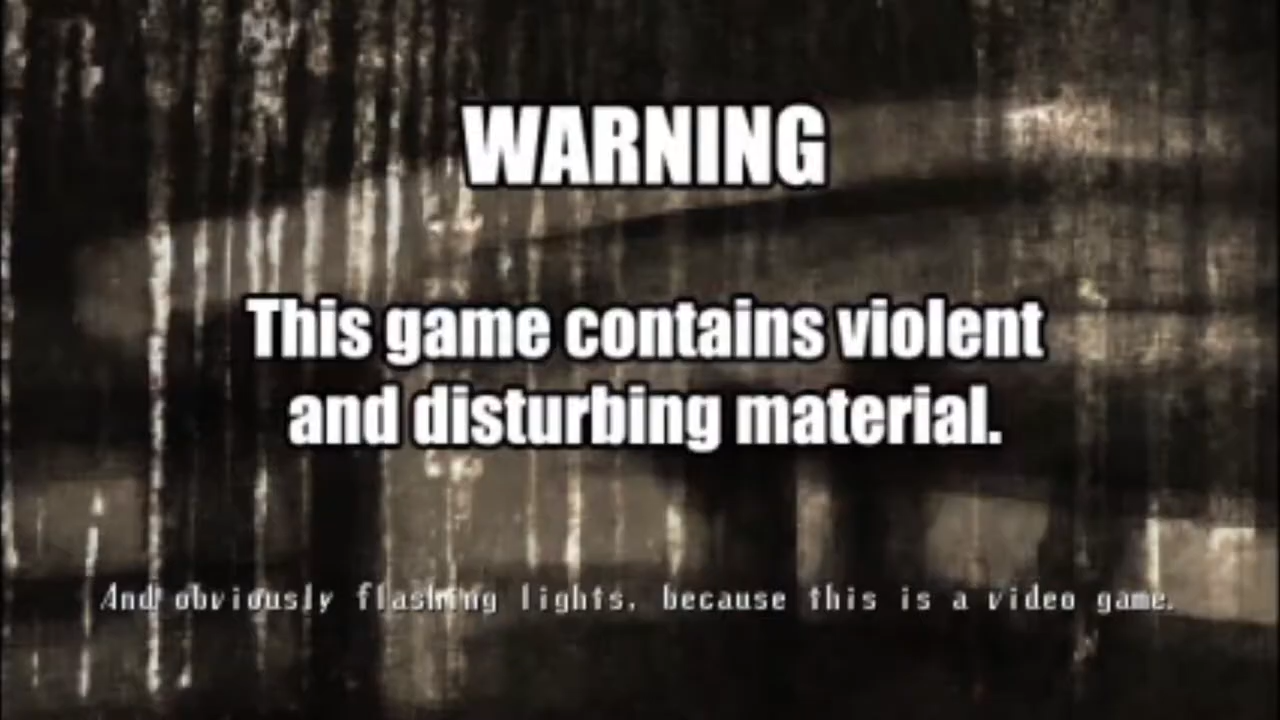 WARNING
This game contains violent
and disturbing material.
And obviously flashing lights, because this is a video game.